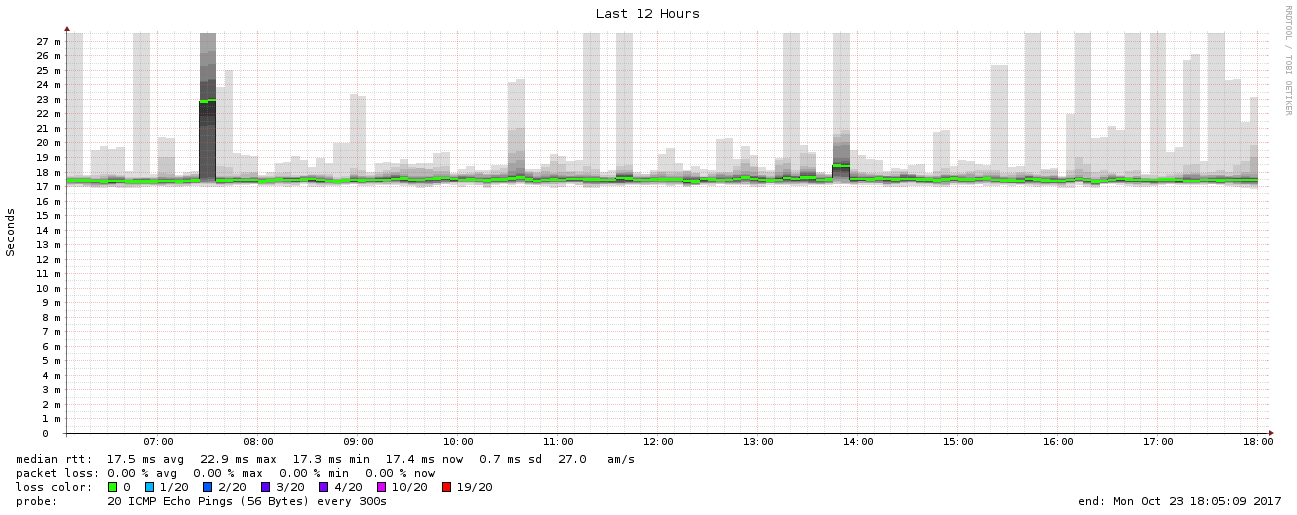 Last 12 Hours
RRDTOOL / TOBI OETIKER
Seconds
27 m
26 m
25 m
24 m
23 m
22 m
21 m
20 m
19 m
18 m
17 m
16 m
15 m
14 m
13 m
12 m
11 m
10 m
9 m
8 m
7 m
6 m
5 m
4 m
3 m
2 m
1 m
0
07:00 08:00 09:00 10:00 11:00 12:00 13:00 14:00 15:00 16:00 17:00 18:00
median rtt: 17.5 ms avg 22.9 ms max 17.3 ms min 17.4 ms now 0.7 ms sd 27.0 am/s
packet loss: 0.00 % avg 0.00 % max 0.00 % min 0.00 % now
loss color: 0 1/20 2/20 3/20 4/20 10/20 19/20
probe: 20 ICMP Echo Pings (56 Bytes) every 300s end: Mon Oct 23 18:05:09 2017